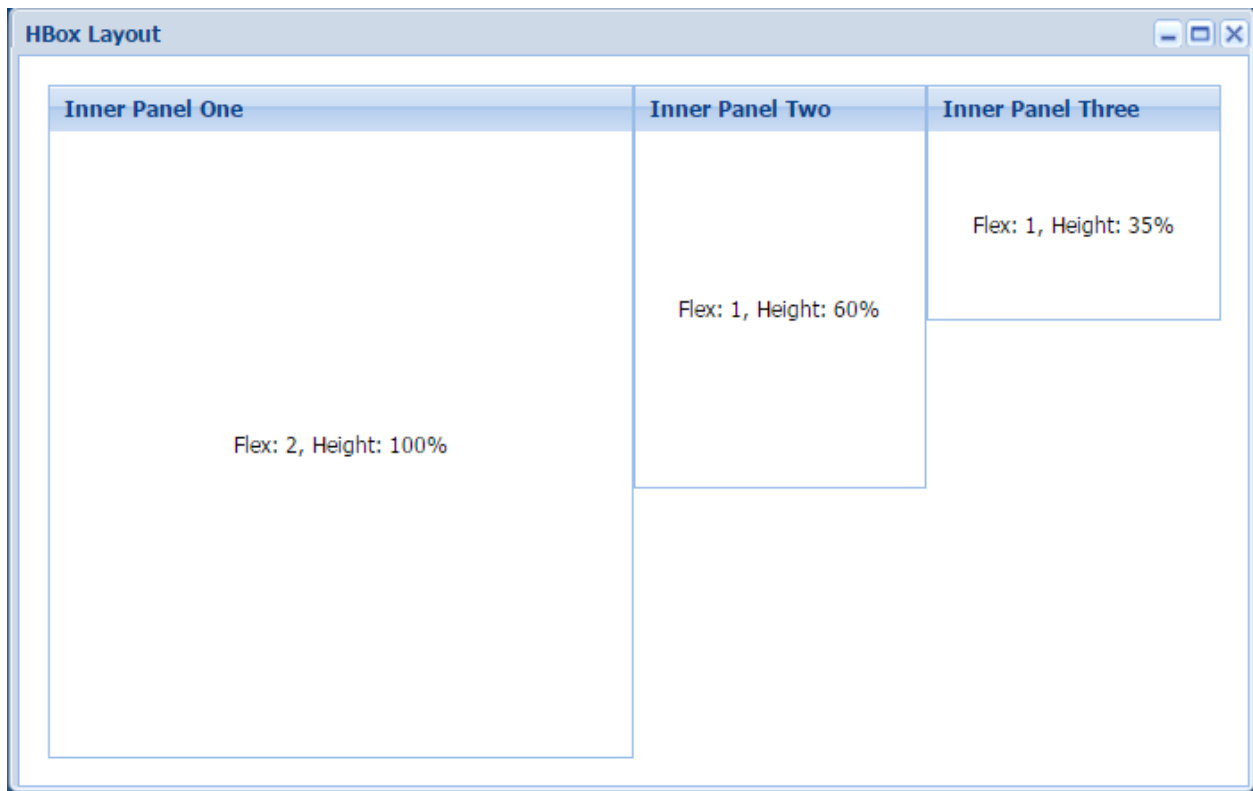 HBox Layout
Inner Panel One
Inner Panel Two
Inner Panel Three
Flex: 2, Height: 100%
Flex: 1, Height: 60%
Flex: 1, Height: 35%